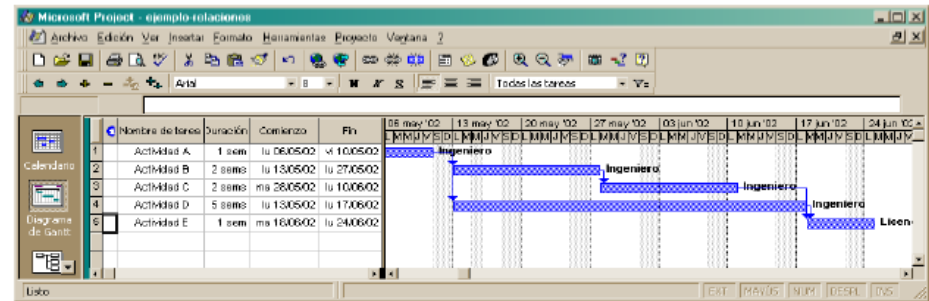 Microsoft Project - ejemplo-relaciones
Archivo Edición Ver Insertar Formato Herramientas Proyecto Ventana ?
Arial 8 N K S Todas las tareas
06 may '02 13 may '02 20 may '02 27 may '02 03 jun '02 10 jun '02 17 jun '02 24 jun '02
Nombre de tarea Duración Comienzo Fin L M M J V S D L M M J V S D L M M J V S D L M M J V S D L M M J V S D L M M J V S D L M M J V S D L M M J V S
1 Actividad A 1 sem lu 06/05/02 vi 10/05/02 Ingeniero
2 Actividad B 2 sems lu 13/05/02 lu 27/05/02 Ingeniero
3 Actividad C 2 sems ma 28/05/02 lu 10/06/02 Ingeniero
4 Actividad D 5 sems lu 13/05/02 lu 17/06/02 Ingeniero
5 Actividad E 1 sem ma 18/06/02 lu 24/06/02 Licen
Calendario
Diagrama
de Gantt
Listo EXT MAYÚS NUM DESPL OVS